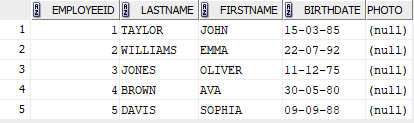 EMPLOYEEID LASTNAME FIRSTNAME BIRTHDATE PHOTO
1 1 TAYLOR JOHN 15-03-85 (null)
2 2 WILLIAMS EMMA 22-07-92 (null)
3 3 JONES OLIVER 11-12-75 (null)
4 4 BROWN AVA 30-05-80 (null)
5 5 DAVIS SOPHIA 09-09-88 (null)